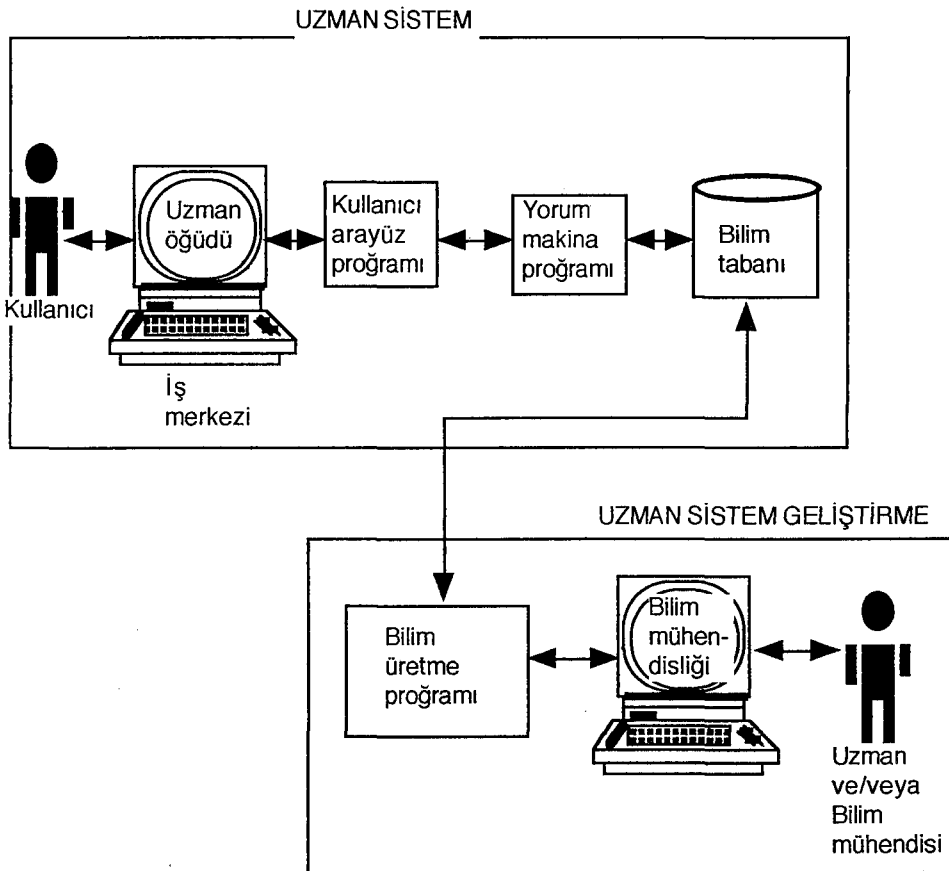 UZMAN SİSTEM
Kullanıcı
Uzman
öğüdü
İş
merkezi
Kullanıcı
arayüz
proğramı
Yorum
makina
proğramı
Bilim
tabanı
UZMAN SİSTEM GELİŞTİRME
Bilim
üretme
proğramı
Bilim
mühen-
disliği
Uzman
ve/veya
Bilim
mühendisi